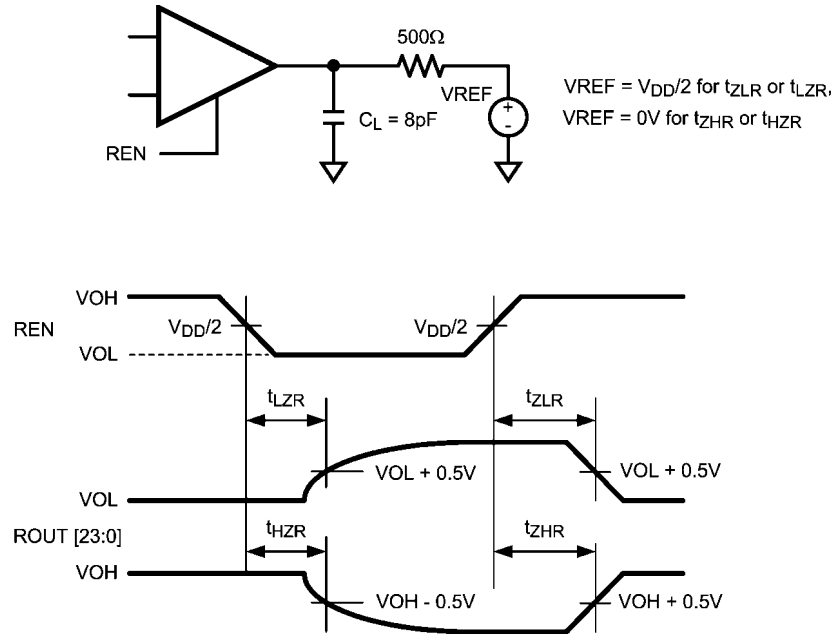 500Ω
VREF
VREF = VDD/2 for tZLR or tLZR,
CL = 8pF
VREF = 0V for tZHR or tHZR
REN
+
-
VOH
REN
VDD/2
VDD/2
VOL
tLZR
tZLR
VOL + 0.5V
VOL + 0.5V
VOL
ROUT [23:0]
tHZR
tZHR
VOH
VOH - 0.5V
VOH + 0.5V